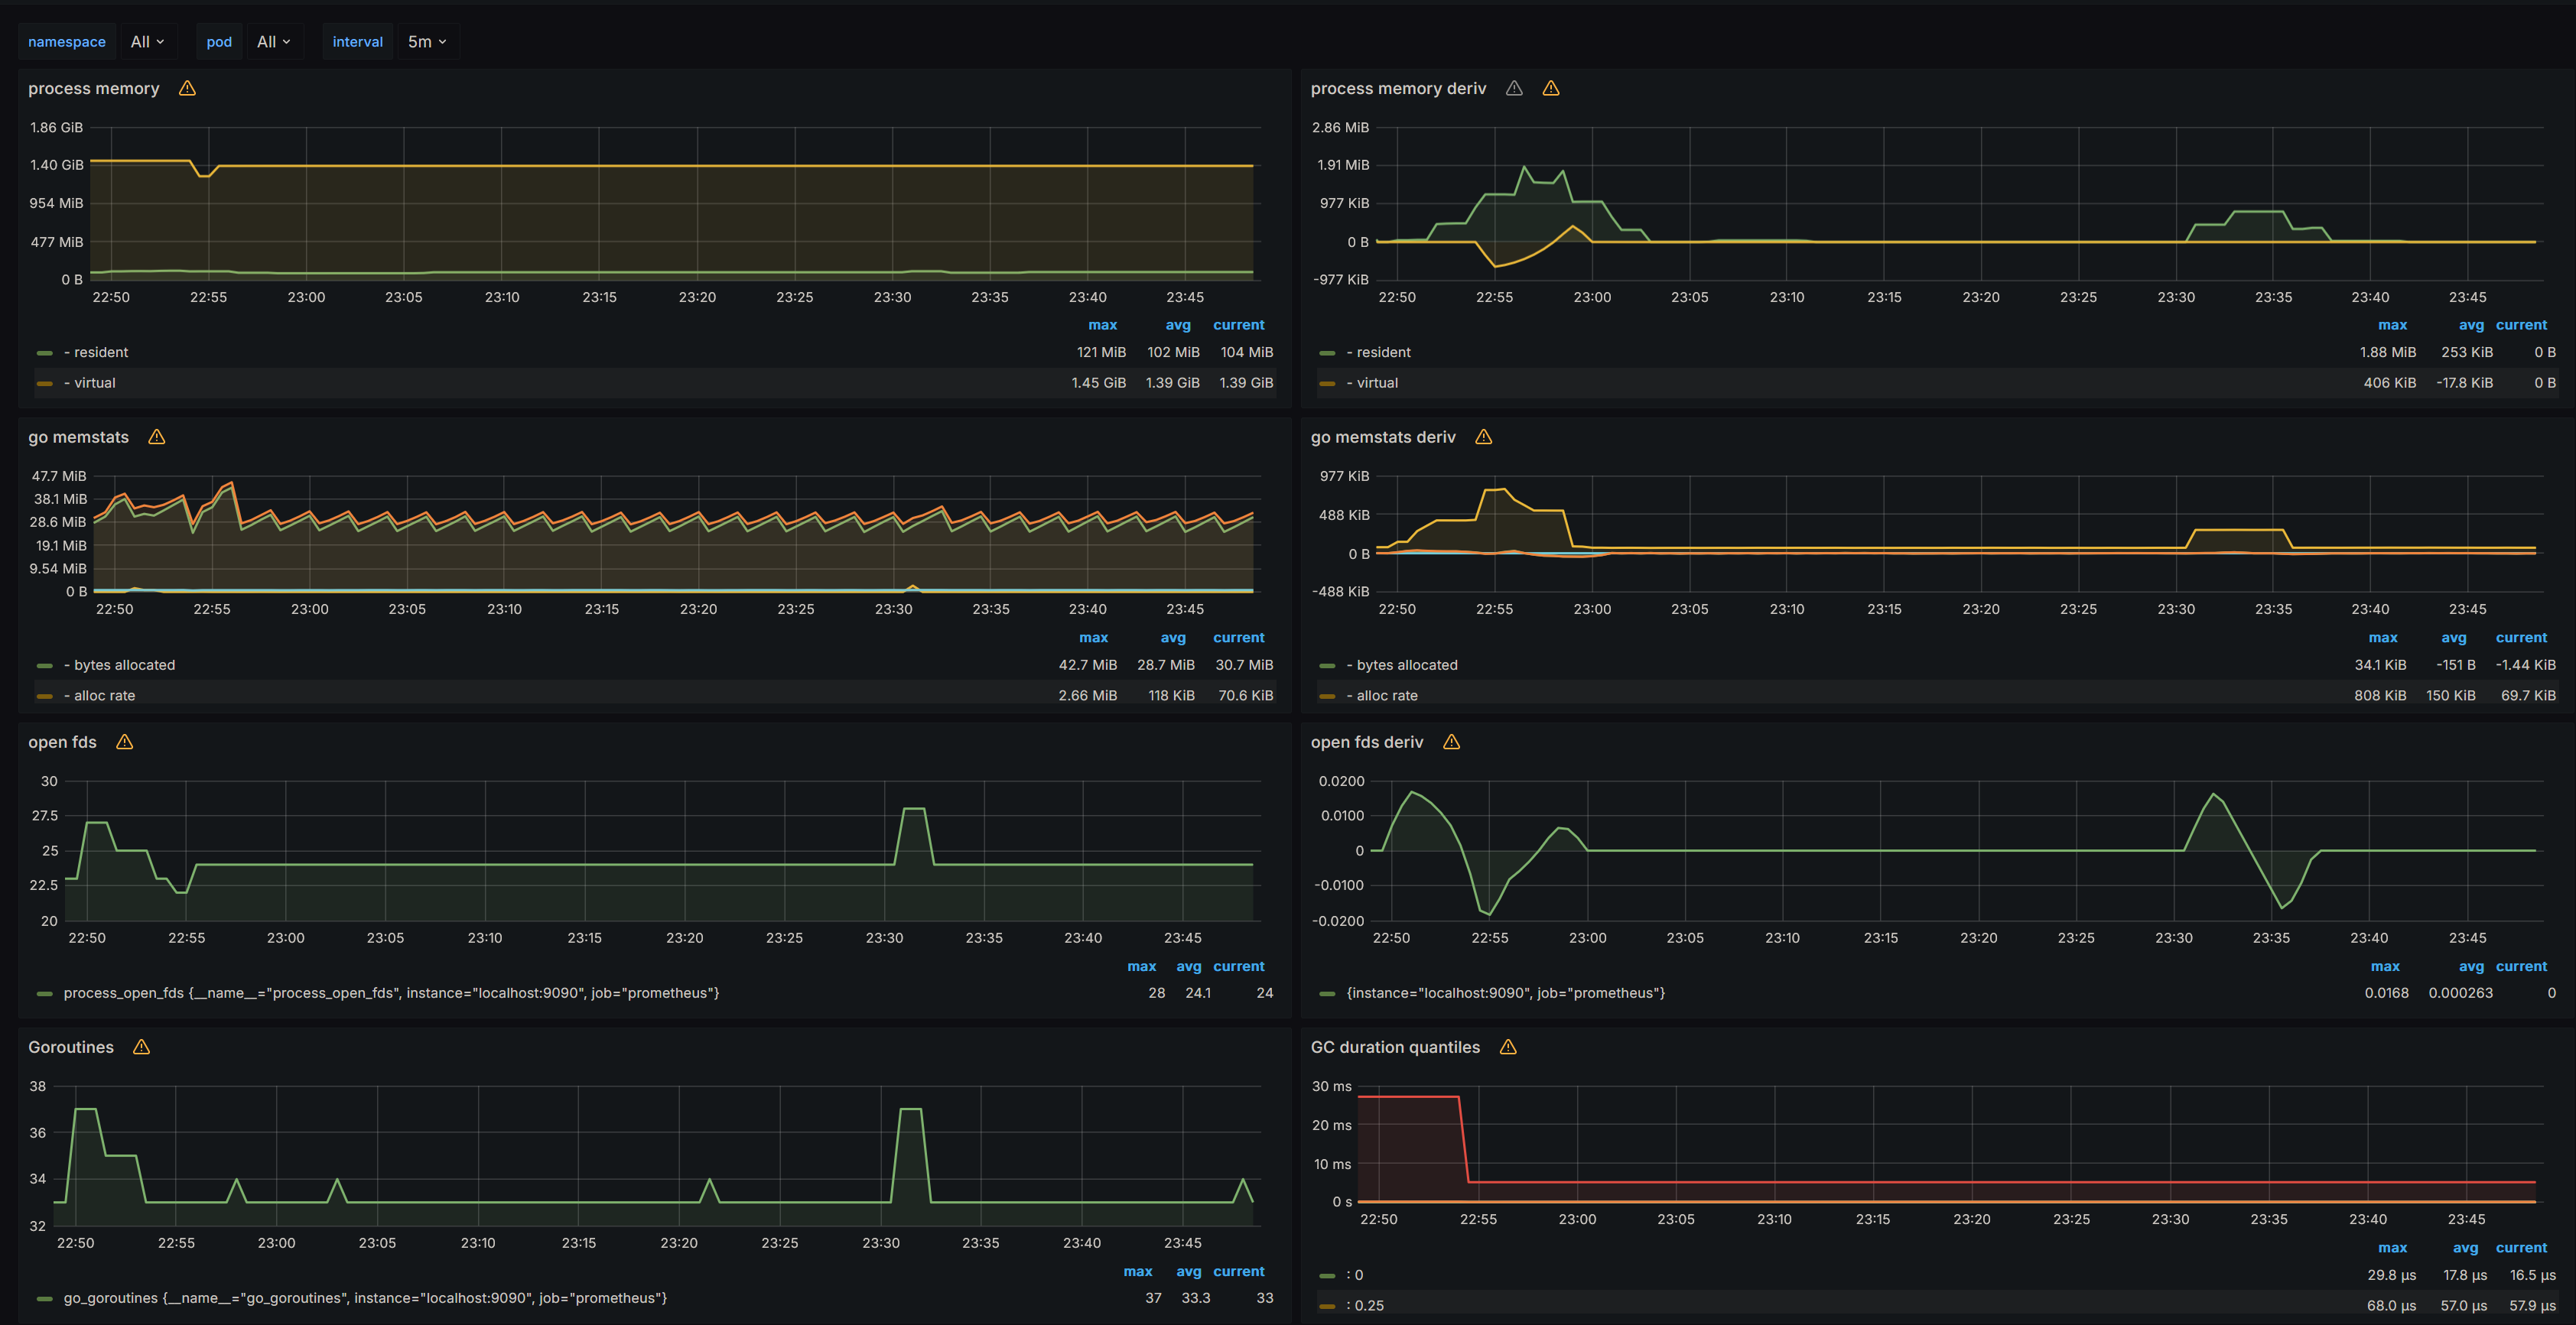 namespace All pod All interval 5m
process memory
1.86 GiB
1.40 GiB
954 MiB
477 MiB
0 B
22:50 22:55 23:00 23:05 23:10 23:15 23:20 23:25 23:30 23:35 23:40 23:45
max avg current
- resident 121 MiB 102 MiB 104 MiB
- virtual 1.45 GiB 1.39 GiB 1.39 GiB
process memory deriv
2.86 MiB
1.91 MiB
977 KiB
0 B
-977 KiB
22:50 22:55 23:00 23:05 23:10 23:15 23:20 23:25 23:30 23:35 23:40 23:45
max avg current
- resident 1.88 MiB 253 KiB 0 B
- virtual 406 KiB -17.8 KiB 0 B
go memstats
47.7 MiB
38.1 MiB
28.6 MiB
19.1 MiB
9.54 MiB
0 B
22:50 22:55 23:00 23:05 23:10 23:15 23:20 23:25 23:30 23:35 23:40 23:45
max avg current
- bytes allocated 42.7 MiB 28.7 MiB 30.7 MiB
- alloc rate 2.66 MiB 118 KiB 70.6 KiB
go memstats deriv
977 KiB
488 KiB
0 B
-488 KiB
22:50 22:55 23:00 23:05 23:10 23:15 23:20 23:25 23:30 23:35 23:40 23:45
max avg current
- bytes allocated 34.1 KiB -151 B -1.44 KiB
- alloc rate 808 KiB 150 KiB 69.7 KiB
open fds
30
27.5
25
22.5
20
22:50 22:55 23:00 23:05 23:10 23:15 23:20 23:25 23:30 23:35 23:40 23:45
max avg current
process_open_fds {__name__="process_open_fds", instance="localhost:9090", job="prometheus"} 28 24.1 24
open fds deriv
0.0200
0.0100
0
-0.0100
-0.0200
22:50 22:55 23:00 23:05 23:10 23:15 23:20 23:25 23:30 23:35 23:40 23:45
max avg current
{instance="localhost:9090", job="prometheus"} 0.0168 0.000263 0
Goroutines
38
36
34
32
22:50 22:55 23:00 23:05 23:10 23:15 23:20 23:25 23:30 23:35 23:40 23:45
max avg current
go_goroutines {__name__="go_goroutines", instance="localhost:9090", job="prometheus"} 37 33.3 33
GC duration quantiles
30 ms
20 ms
10 ms
0 s
22:50 22:55 23:00 23:05 23:10 23:15 23:20 23:25 23:30 23:35 23:40 23:45
max avg current
: 0 29.8 µs 17.8 µs 16.5 µs
: 0.25 68.0 µs 57.0 µs 57.9 µs